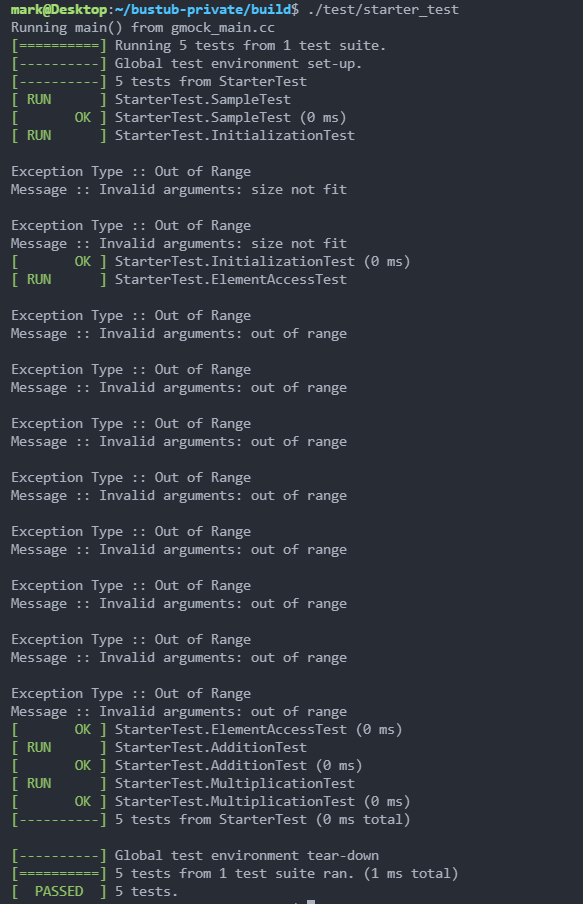 mark@Desktop:~/bustub-private/build$ ./test/starter_test
Running main() from gmock_main.cc
[==========] Running 5 tests from 1 test suite.
[----------] Global test environment set-up.
[----------] 5 tests from StarterTest
[ RUN      ] StarterTest.SampleTest
[       OK ] StarterTest.SampleTest (0 ms)
[ RUN      ] StarterTest.InitializationTest

Exception Type :: Out of Range
Message :: Invalid arguments: size not fit

Exception Type :: Out of Range
Message :: Invalid arguments: size not fit
[       OK ] StarterTest.InitializationTest (0 ms)
[ RUN      ] StarterTest.ElementAccessTest

Exception Type :: Out of Range
Message :: Invalid arguments: out of range

Exception Type :: Out of Range
Message :: Invalid arguments: out of range

Exception Type :: Out of Range
Message :: Invalid arguments: out of range

Exception Type :: Out of Range
Message :: Invalid arguments: out of range

Exception Type :: Out of Range
Message :: Invalid arguments: out of range

Exception Type :: Out of Range
Message :: Invalid arguments: out of range

Exception Type :: Out of Range
Message :: Invalid arguments: out of range

Exception Type :: Out of Range
Message :: Invalid arguments: out of range
[       OK ] StarterTest.ElementAccessTest (0 ms)
[ RUN      ] StarterTest.AdditionTest
[       OK ] StarterTest.AdditionTest (0 ms)
[ RUN      ] StarterTest.MultiplicationTest
[       OK ] StarterTest.MultiplicationTest (0 ms)
[----------] 5 tests from StarterTest (0 ms total)

[----------] Global test environment tear-down
[==========] 5 tests from 1 test suite ran. (1 ms total)
[  PASSED  ] 5 tests.